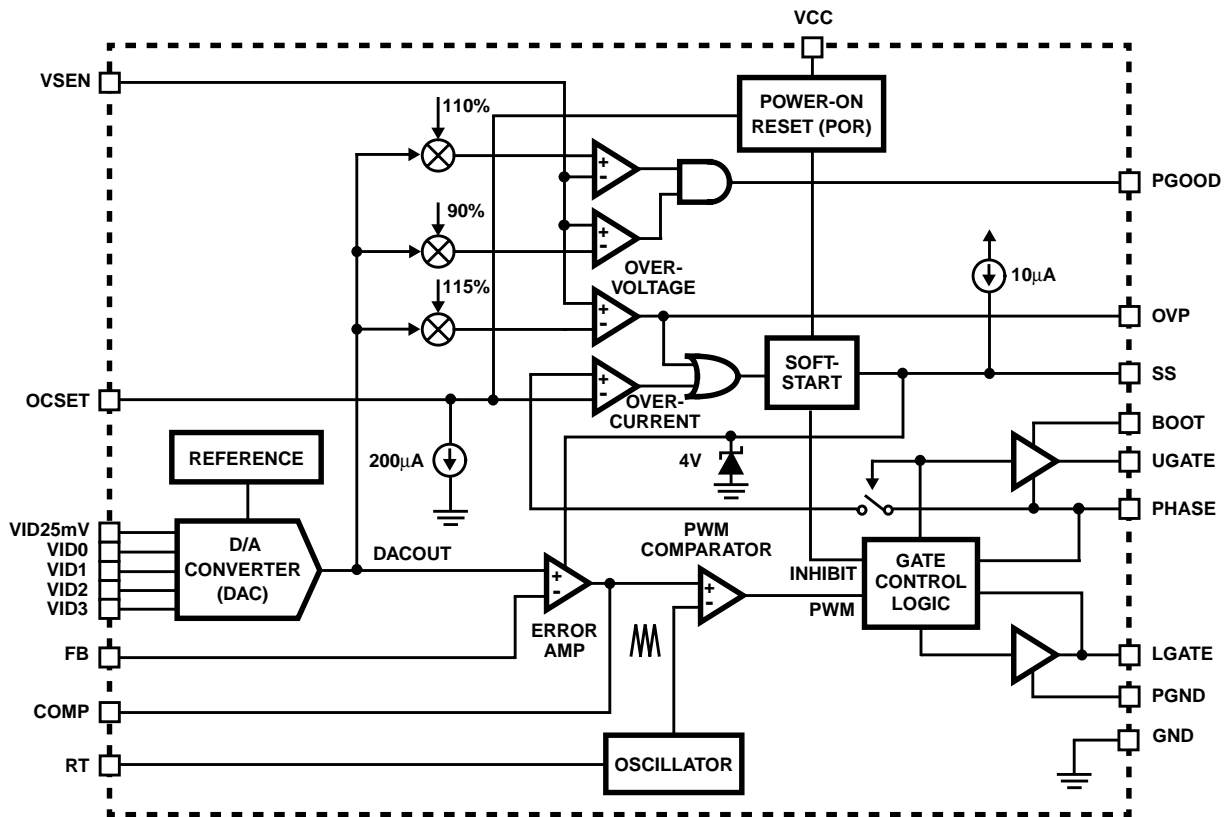 VCC
VSEN
POWER-ON
RESET (POR)
110%
+
-
PGOOD
90%
+
-
OVER-
VOLTAGE
10µA
115%
+
-
OVP
SOFT-
START
SS
+
-
OCSET
OVER-
CURRENT
BOOT
REFERENCE
200µA
4V
UGATE
PHASE
VID25mV
VID0
VID1
VID2
VID3
D/A
CONVERTER
(DAC)
DACOUT
PWM
COMPARATOR
+
-
+
-
INHIBIT
PWM
GATE
CONTROL
LOGIC
ERROR
AMP
FB
LGATE
PGND
COMP
GND
RT
OSCILLATOR